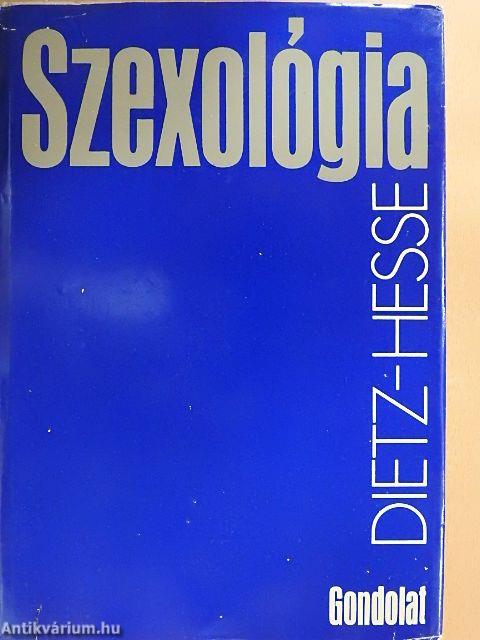 Szexológia
DIETZ-HESSE
Gondolat
Antikvárium.hu